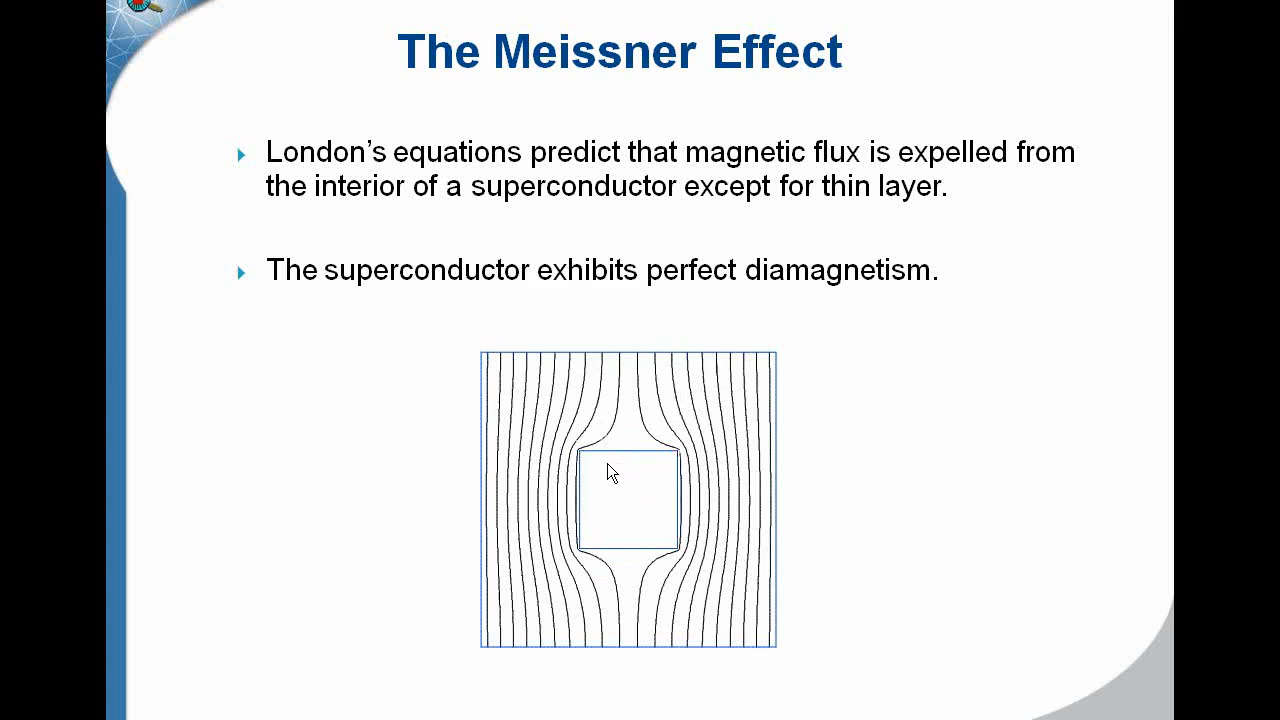 The Meissner Effect
London’s equations predict that magnetic flux is expelled from
the interior of a superconductor except for thin layer.
The superconductor exhibits perfect diamagnetism.